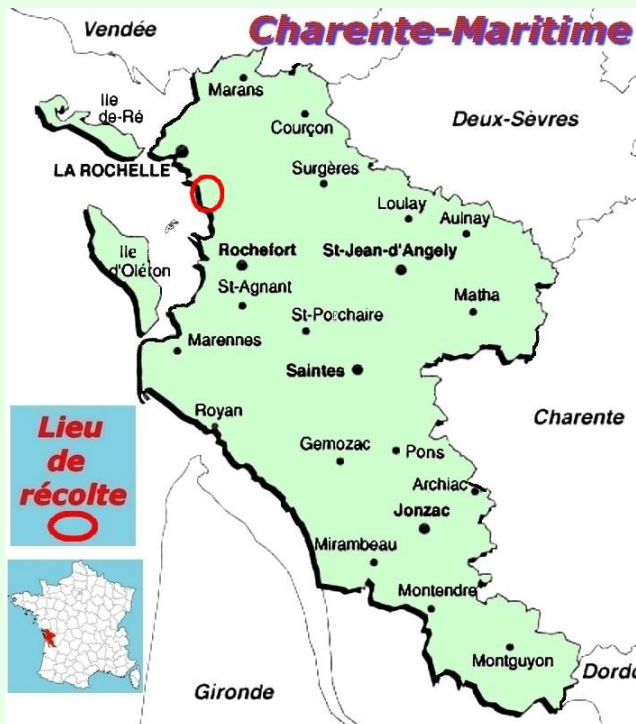 Vendée
Charente-Maritime
Marans
Ile
de-Ré
Courçon
Deux-Sèvres
LA ROCHELLE
Surgères
Loulay
Aulnay
Ile
d'Oléron
Rochefort
St-Jean-d'Angely
St-Agnant
Matha
St-Porchaire
Marennes
Saintes
Royan
Charente
Lieu
de
récolte
Gemozac
Pons
Archiac
Jonzac
Mirambeau
Montendre
Montguyon
Dordo
Gironde